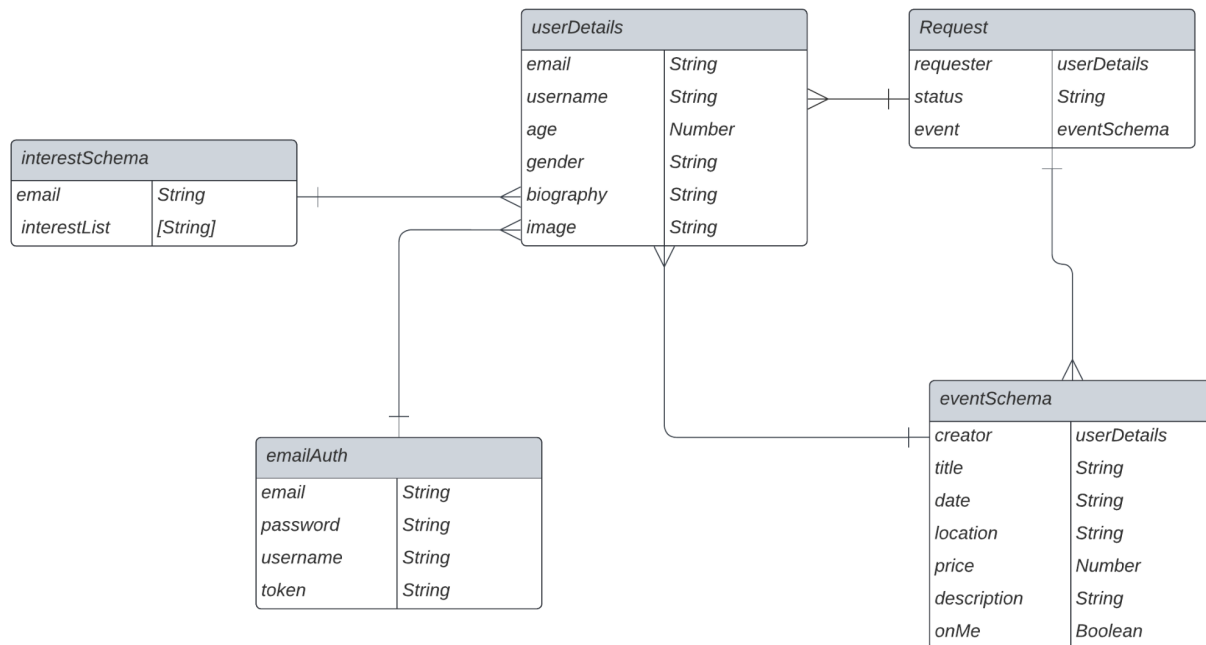 userDetails
email String
username String
age Number
gender String
biography String
image String
Request
requester userDetails
status String
event eventSchema
interestSchema
email String
interestList [String]
emailAuth
email String
password String
username String
token String
eventSchema
creator userDetails
title String
date String
location String
price Number
description String
onMe Boolean